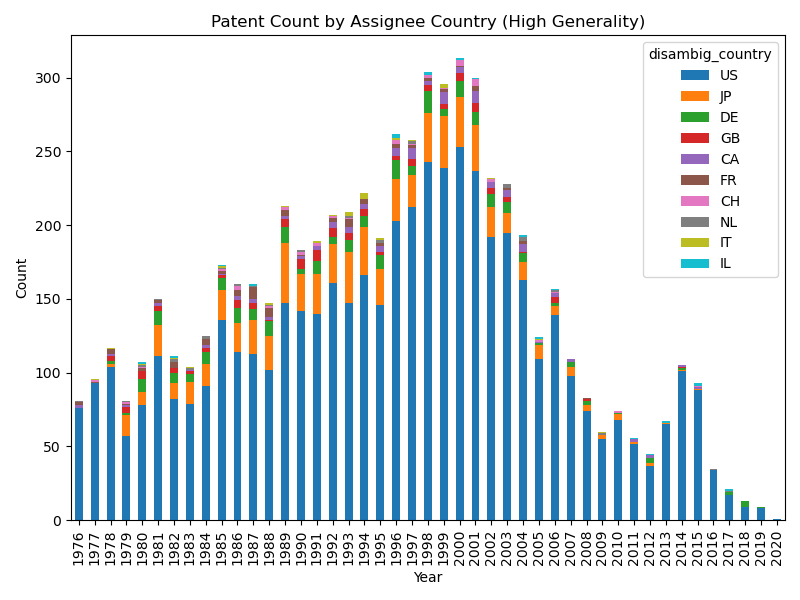 Patent Count by Assignee Country (High Generality)
disambig_country
US
JP
DE
GB
CA
FR
CH
NL
IT
IL
Count
300
250
200
150
100
50
0
1976 1977 1978 1979 1980 1981 1982 1983 1984 1985 1986 1987 1988 1989 1990 1991 1992 1993 1994 1995 1996 1997 1998 1999 2000 2001 2002 2003 2004 2005 2006 2007 2008 2009 2010 2011 2012 2013 2014 2015 2016 2017 2018 2019 2020
Year